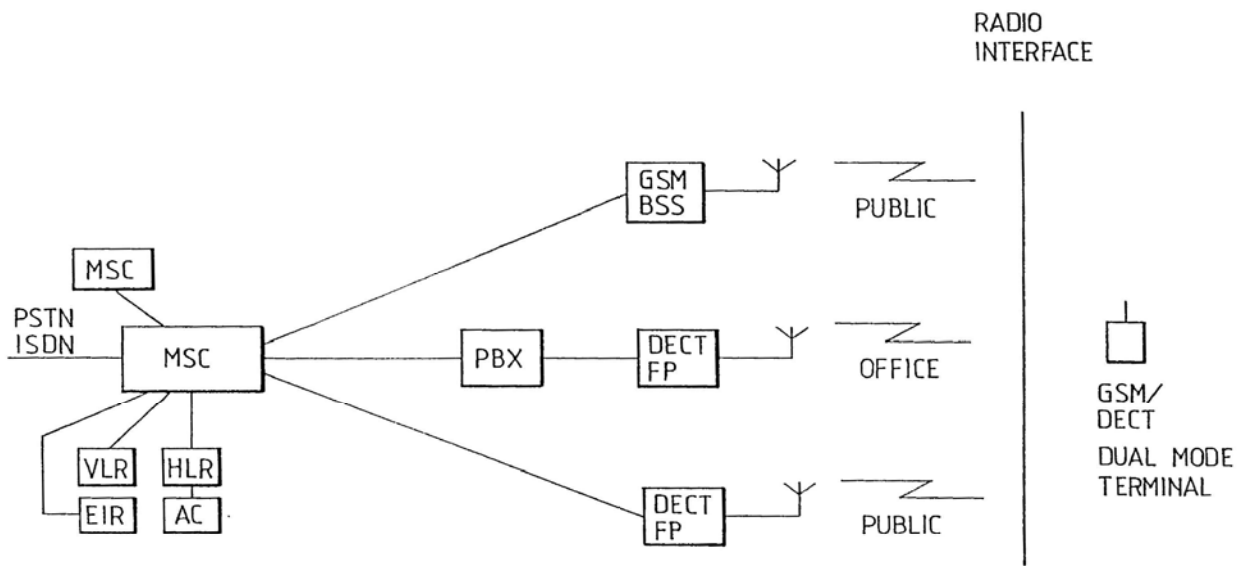 RADIO
INTERFACE
GSM
BSS
PUBLIC
MSC
PSTN
ISDN
MSC
PBX
DECT
FP
OFFICE
GSM/
DECT
DUAL MODE
TERMINAL
VLR
HLR
EIR
AC
DECT
FP
PUBLIC